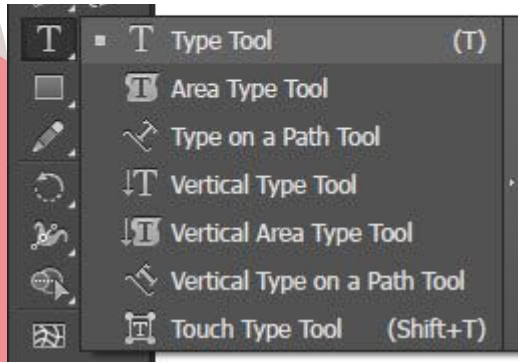 Type Tool (T)
Area Type Tool
Type on a Path Tool
Vertical Type Tool
Vertical Area Type Tool
Vertical Type on a Path Tool
Touch Type Tool (Shift+T)